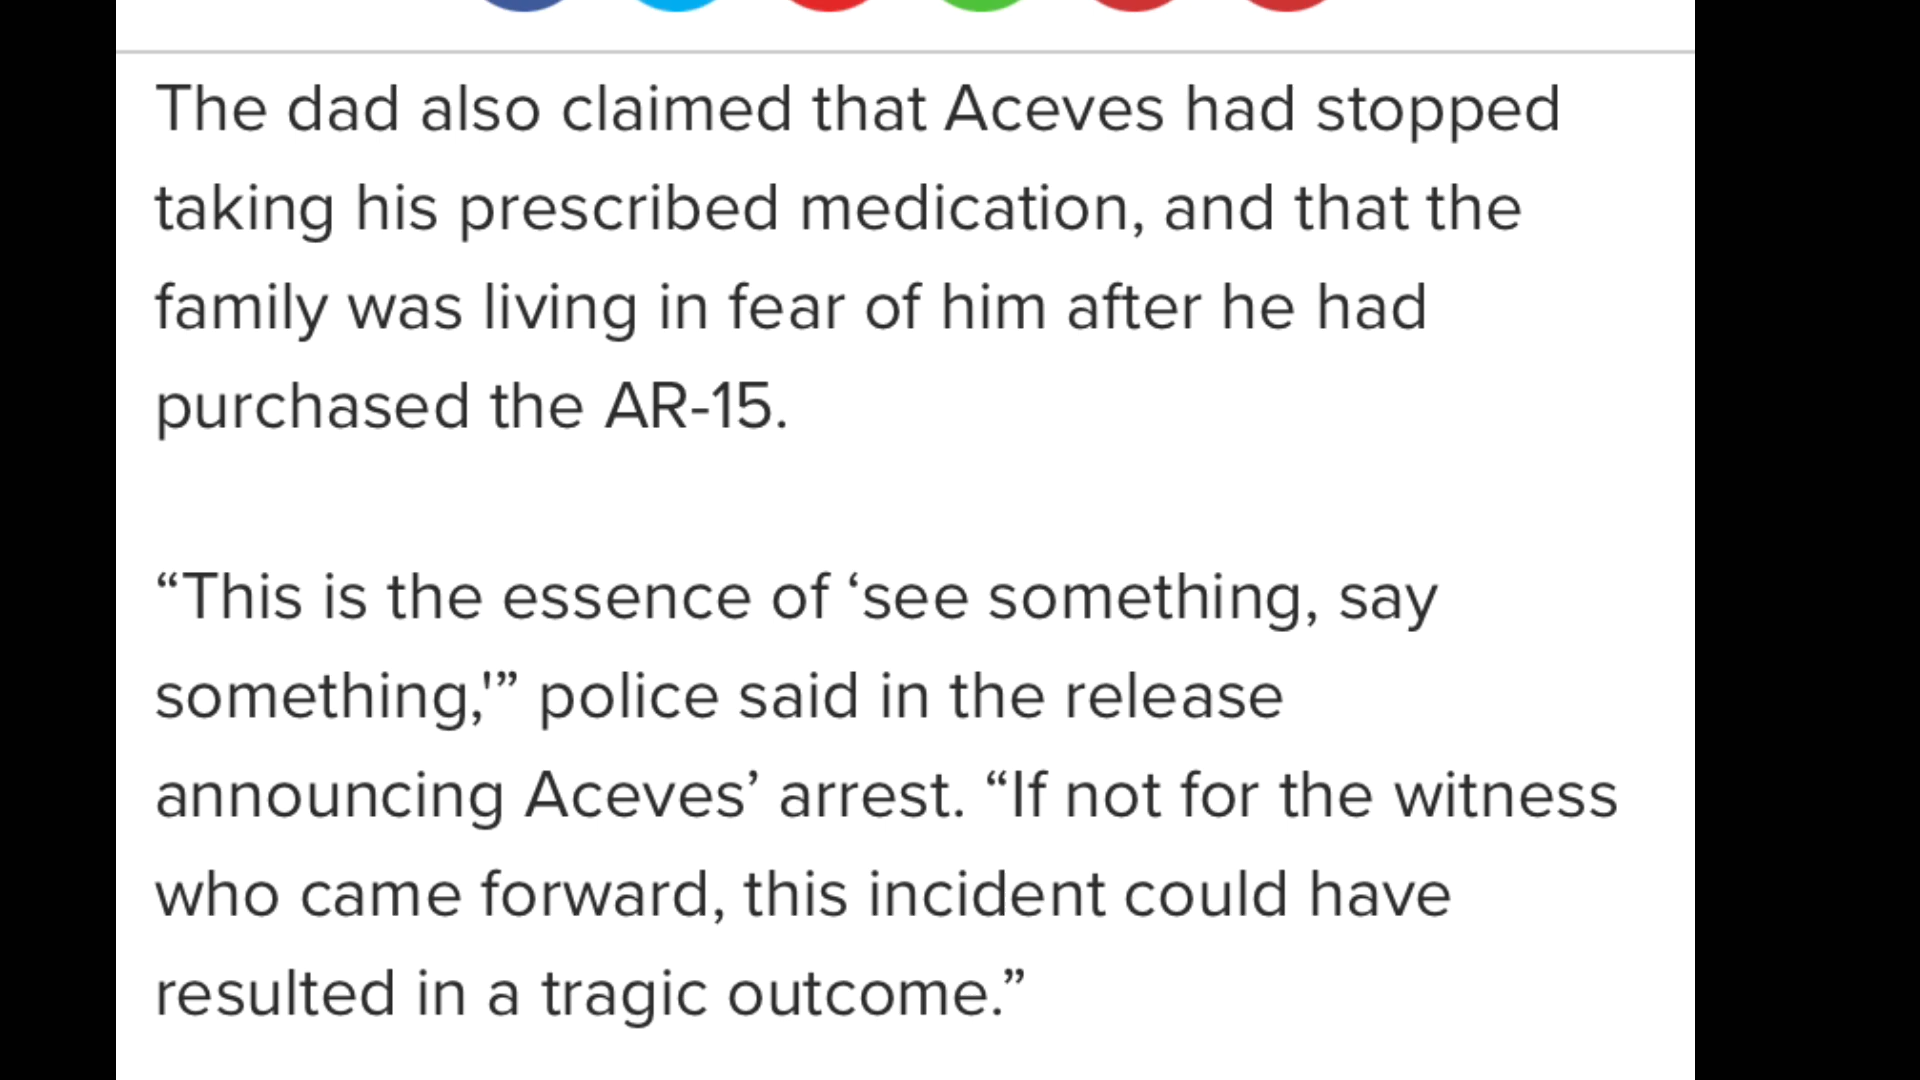 The dad also claimed that Aceves had stopped
taking his prescribed medication, and that the
family was living in fear of him after he had
purchased the AR-15.
“This is the essence of ‘see something, say
something,'” police said in the release
announcing Aceves’ arrest. “If not for the witness
who came forward, this incident could have
resulted in a tragic outcome.”